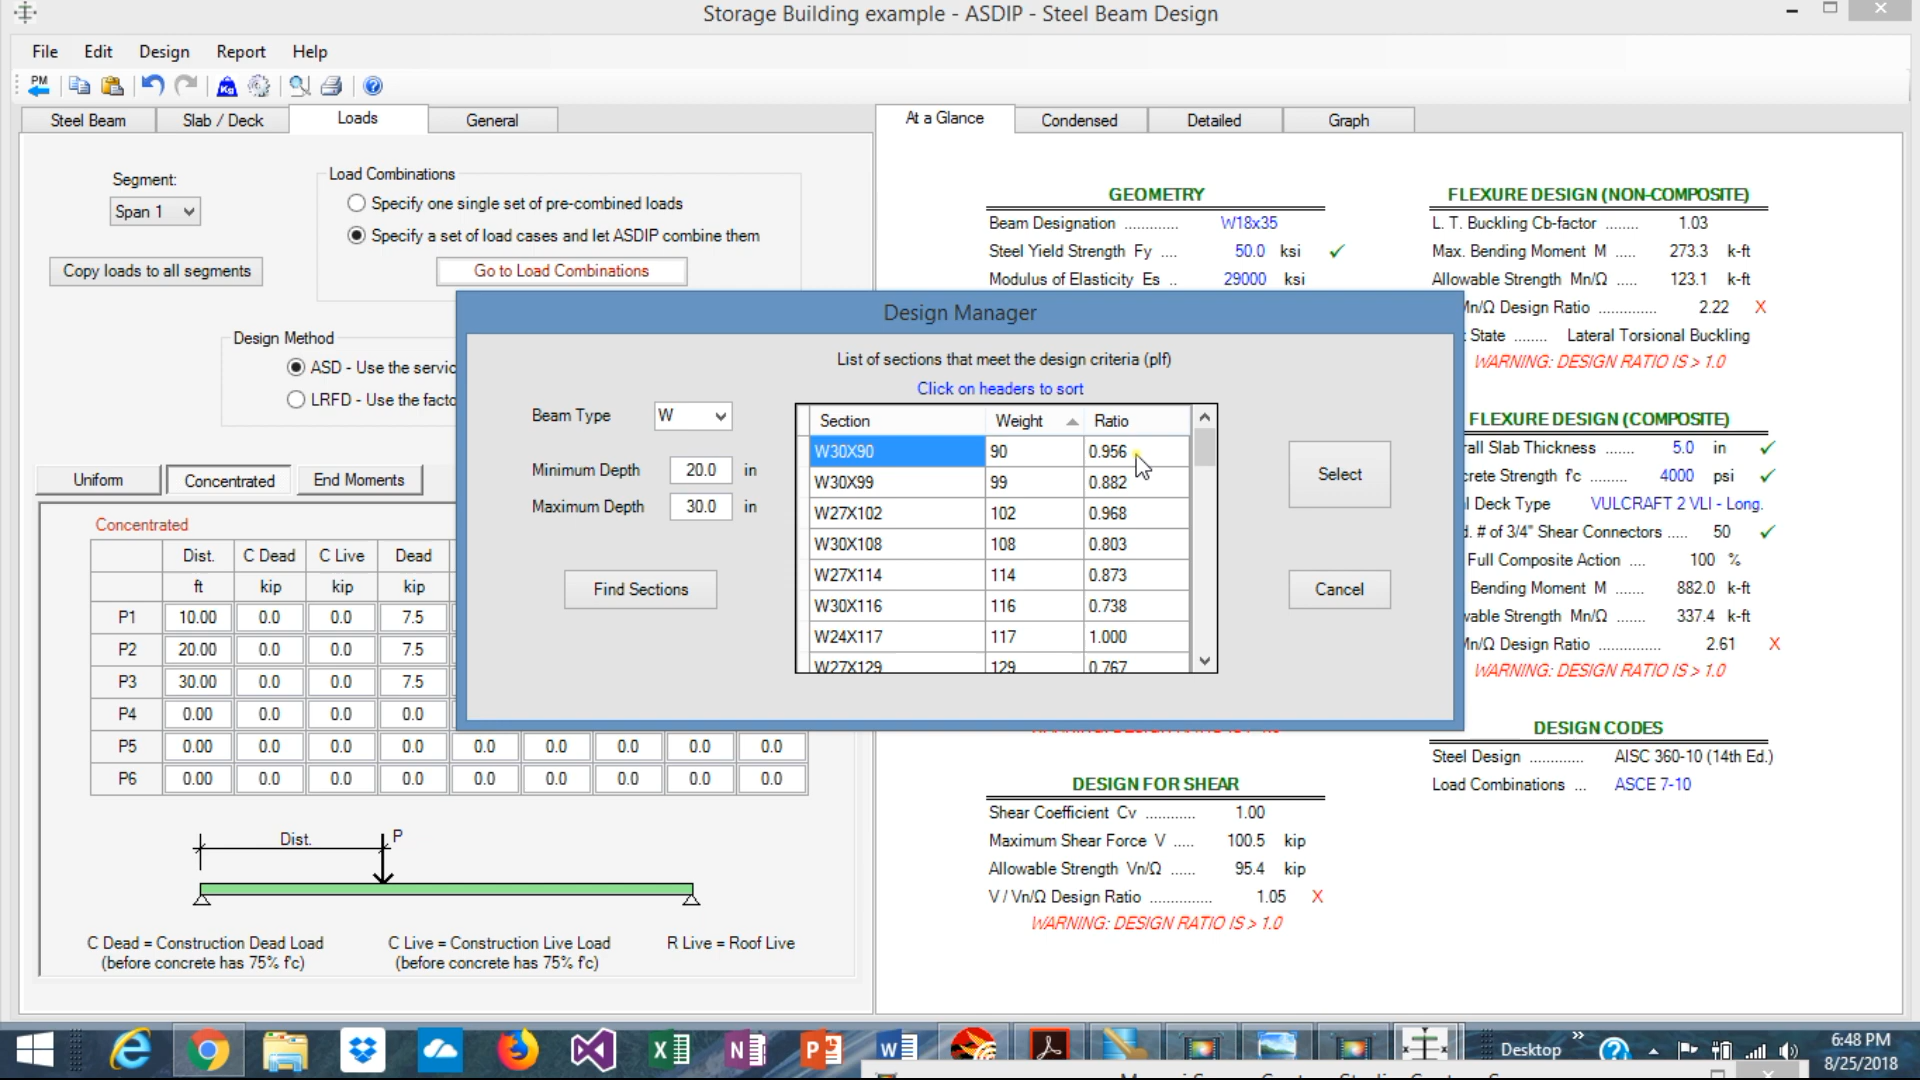 Storage Building example - ASDIP - Steel Beam Design
File Edit Design Report Help
PM
Kg
Steel Beam Slab / Deck Loads General
At a Glance Condensed Detailed Graph
Segment:
Span 1
Copy loads to all segments
Load Combinations
Specify one single set of pre-combined loads
Specify a set of load cases and let ASDIP combine them
Go to Load Combinations
Design Method
ASD - Use the servic
LRFD - Use the facto
Uniform Concentrated End Moments
Concentrated
Dist. C Dead C Live Dead
ft kip kip kip
P1 10.00 0.0 0.0 7.5
P2 20.00 0.0 0.0 7.5
P3 30.00 0.0 0.0 7.5
P4 0.00 0.0 0.0 0.0
P5 0.00 0.0 0.0 0.0 0.0 0.0 0.0 0.0 0.0
P6 0.00 0.0 0.0 0.0 0.0 0.0 0.0 0.0 0.0
Dist. P
C Dead = Construction Dead Load
(before concrete has 75% f'c)
C Live = Construction Live Load
(before concrete has 75% f'c)
R Live = Roof Live
Design Manager
List of sections that meet the design criteria (plf)
Click on headers to sort
Beam Type W
Minimum Depth 20.0 in
Maximum Depth 30.0 in
Find Sections
Section Weight Ratio
W30X90 90 0.956
W30X99 99 0.882
W27X102 102 0.968
W30X108 108 0.803
W27X114 114 0.873
W30X116 116 0.738
W24X117 117 1.000
W27X129 129 0.767
Select
Cancel
GEOMETRY
Beam Designation ............ W18x35
Steel Yield Strength Fy .... 50.0 ksi
Modulus of Elasticity Es .. 29000 ksi
DESIGN FOR SHEAR
Shear Coefficient Cv ............ 1.00
Maximum Shear Force V ..... 100.5 kip
Allowable Strength Vn/Ω ...... 95.4 kip
V / Vn/Ω Design Ratio ............... 1.05 X
WARNING: DESIGN RATIO IS > 1.0
FLEXURE DESIGN (NON-COMPOSITE)
L. T. Buckling Cb-factor ........ 1.03
Max. Bending Moment M ..... 273.3 k-ft
Allowable Strength Mn/Ω ..... 123.1 k-ft
Mn/Ω Design Ratio .............. 2.22 X
State ........ Lateral Torsional Buckling
WARNING: DESIGN RATIO IS > 1.0
FLEXURE DESIGN (COMPOSITE)
rall Slab Thickness ....... 5.0 in
crete Strength f'c ......... 4000 psi
l Deck Type VULCRAFT 2 VLI - Long.
. # of 3/4" Shear Connectors ..... 50
Full Composite Action .... 100 %
Bending Moment M ....... 882.0 k-ft
wable Strength Mn/Ω ....... 337.4 k-ft
In/Ω Design Ratio .............. 2.61 X
WARNING: DESIGN RATIO IS > 1.0
DESIGN CODES
Steel Design ............. AISC 360-10 (14th Ed.)
Load Combinations ... ASCE 7-10
Desktop
6:48 PM
8/25/2018